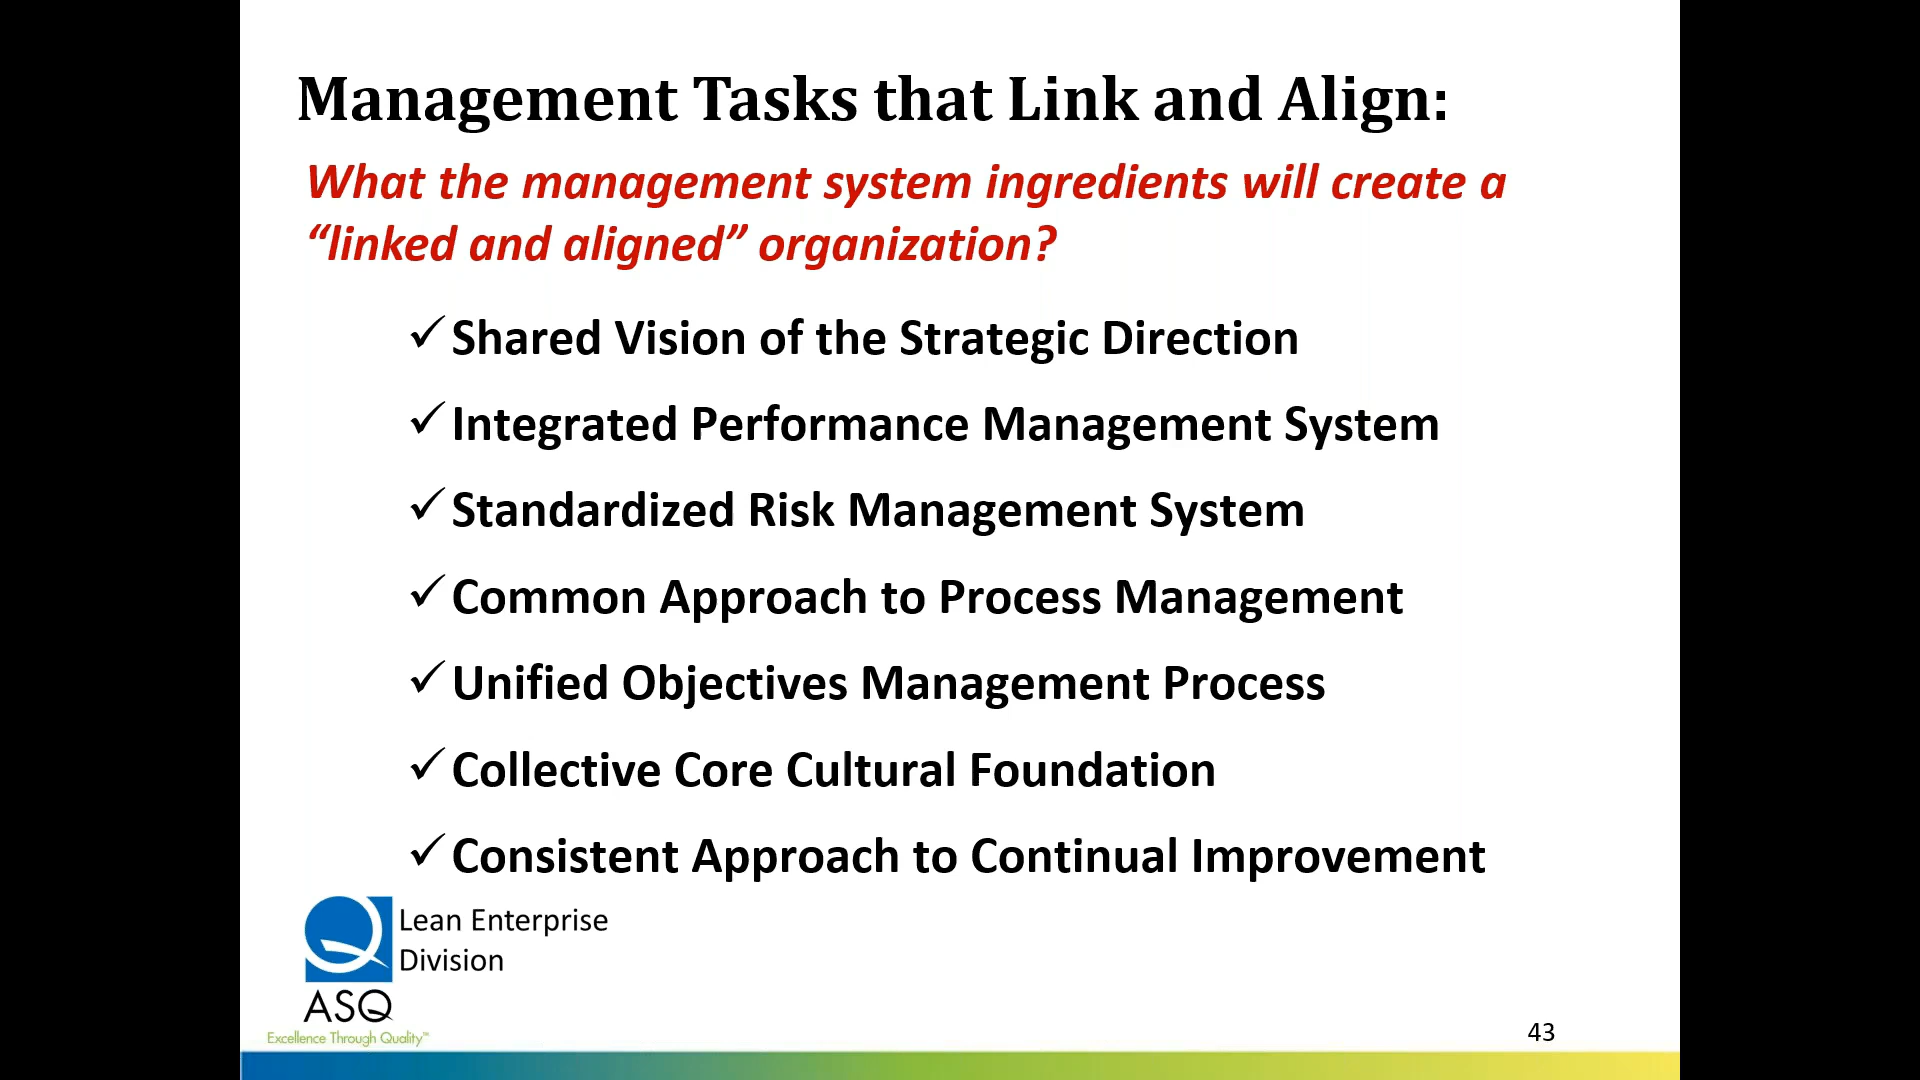 Management Tasks that Link and Align:
What the management system ingredients will create a
“linked and aligned” organization?
✓Shared Vision of the Strategic Direction
✓Integrated Performance Management System
✓Standardized Risk Management System
✓Common Approach to Process Management
✓Unified Objectives Management Process
✓Collective Core Cultural Foundation
✓Consistent Approach to Continual Improvement
Lean Enterprise
Division
ASQ
Excellence Through Quality™
43